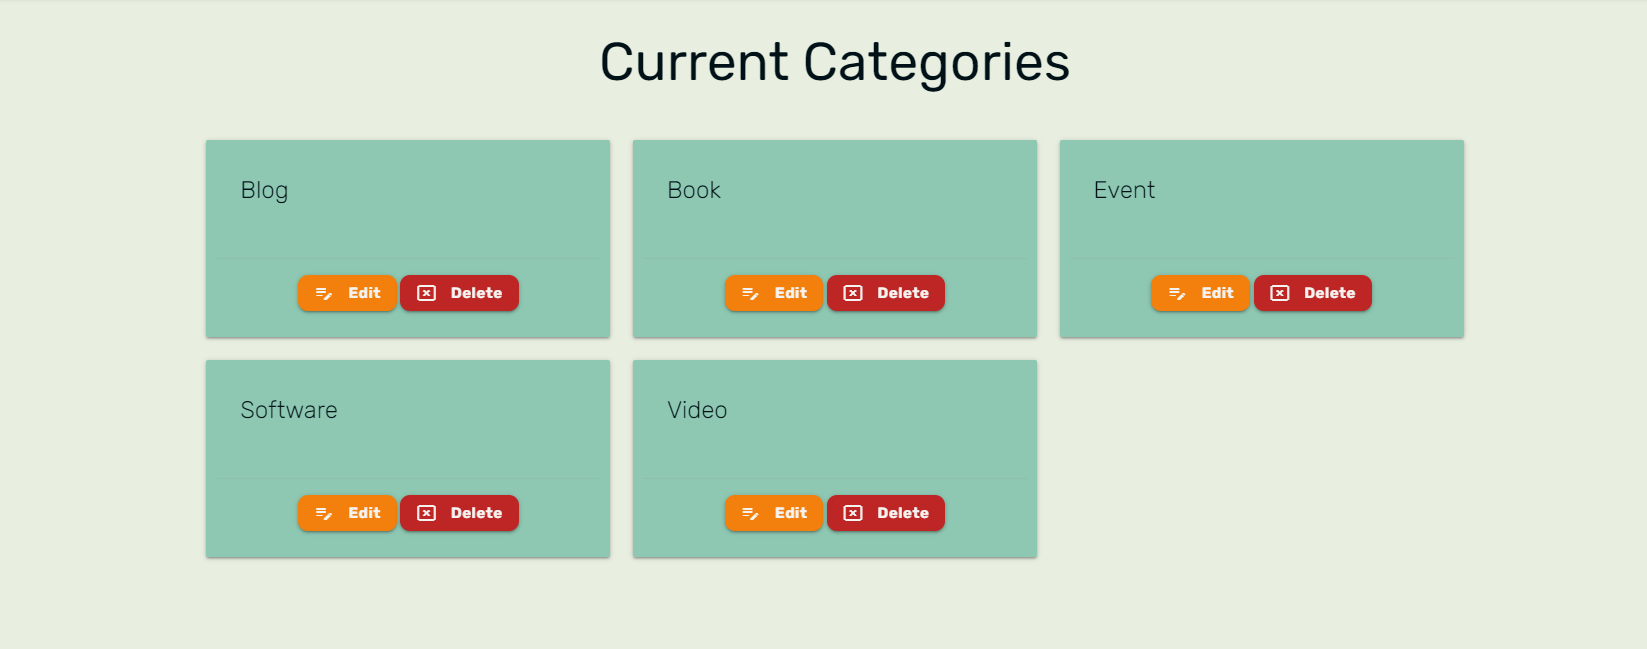 Current Categories
Blog
Book
Event
Edit Delete
Edit Delete
Edit Delete
Software
Video
Edit Delete
Edit Delete